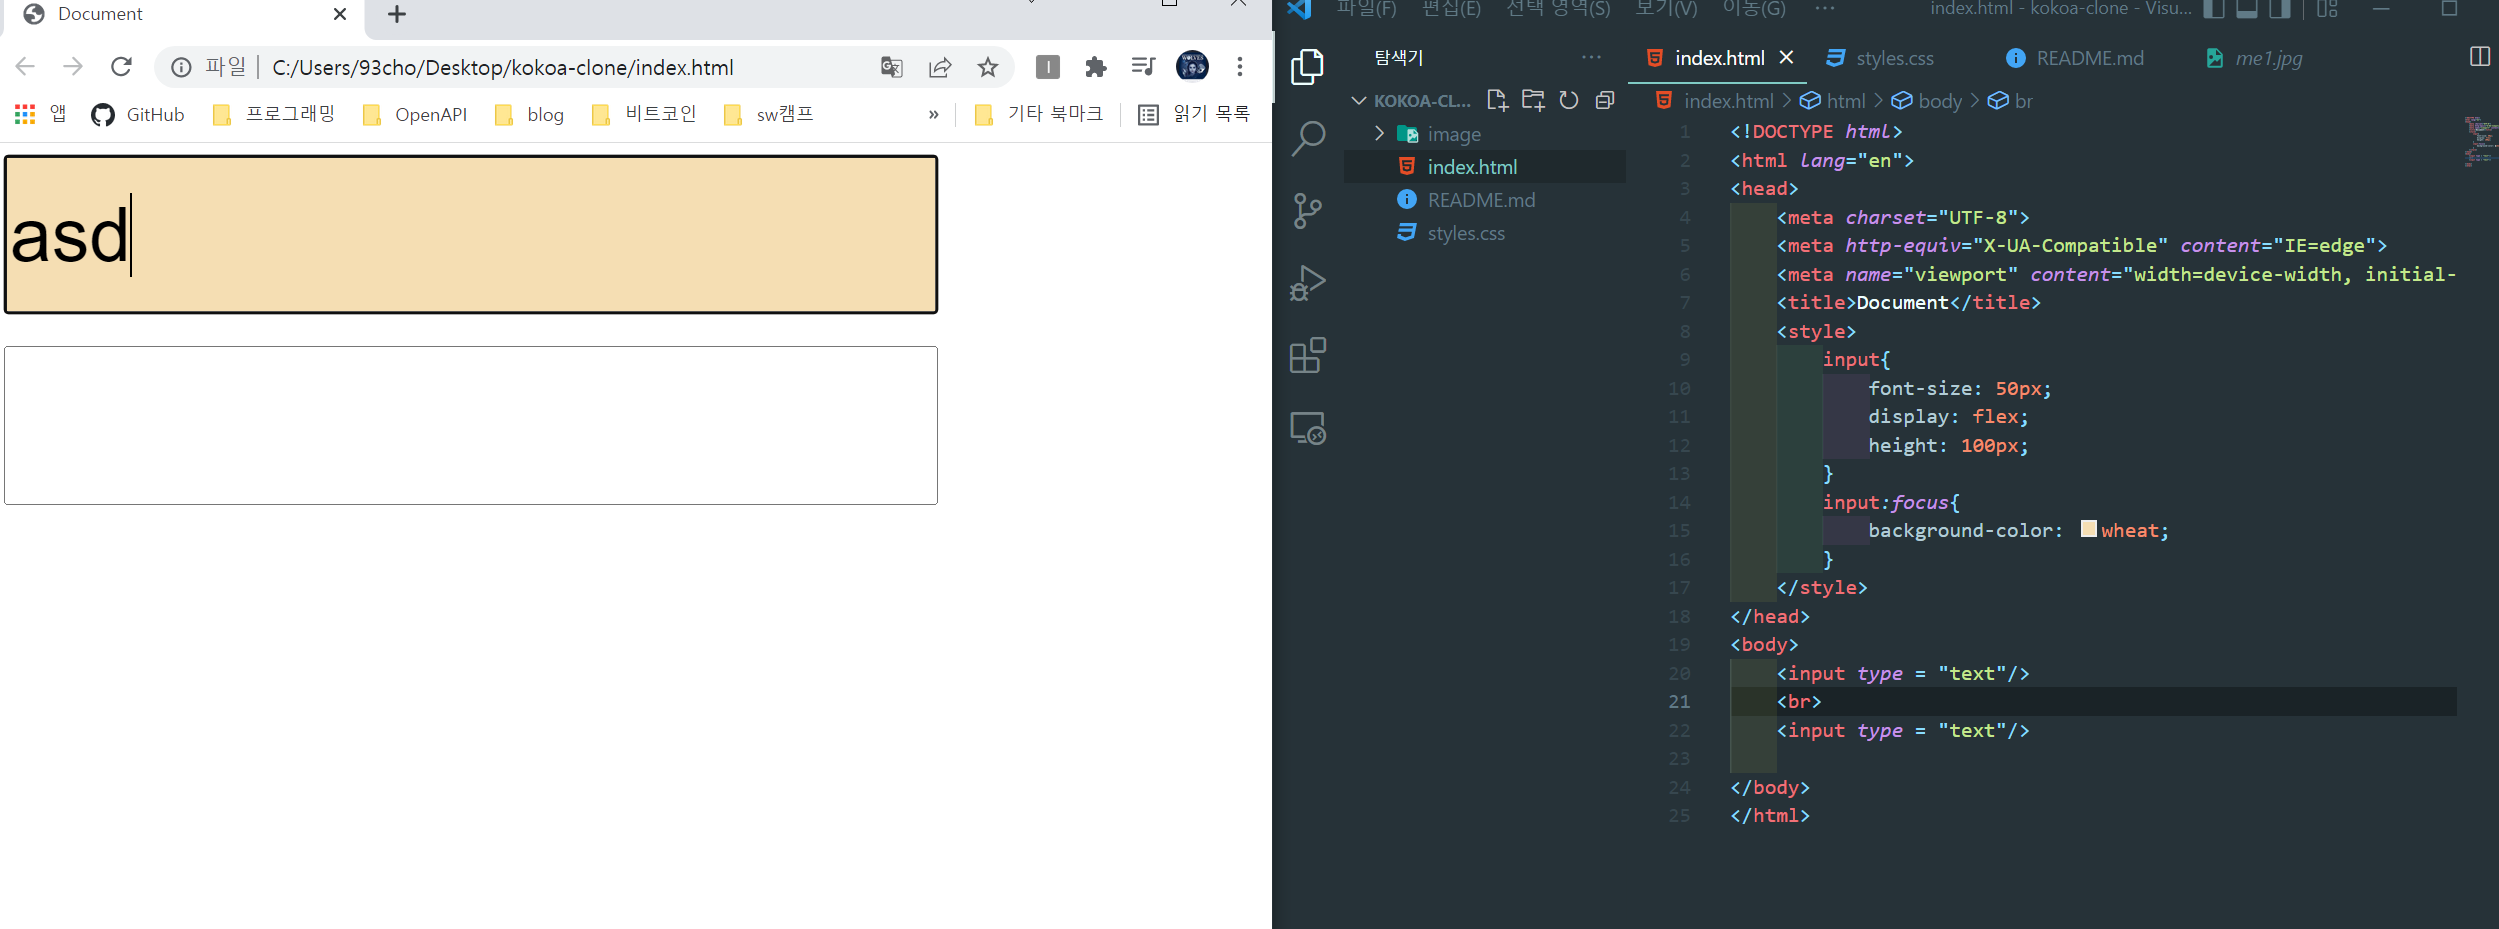 Document
파일 C:/Users/93cho/Desktop/kokoa-clone/index.html
앱 GitHub 프로그래밍 OpenAPI blog 비트코인 sw캠프 » 기타 북마크 읽기 목록
asd
파일(F) 편집(E) 선택 영역(S) 보기(V) 이동(G) ··· index.html - kokoa-clone - Visu...
탐색기 ···
KOKOA-CL...
image
index.html
README.md
styles.css
index.html styles.css README.md me1.jpg
index.html > html > body > br
1 <!DOCTYPE html>
2 <html lang="en">
3 <head>
4 <meta charset="UTF-8">
5 <meta http-equiv="X-UA-Compatible" content="IE=edge">
6 <meta name="viewport" content="width=device-width, initial-
7 <title>Document</title>
8 <style>
9 input{
10 font-size: 50px;
11 display: flex;
12 height: 100px;
13 }
14 input:focus{
15 background-color: wheat;
16 }
17 </style>
18 </head>
19 <body>
20 <input type = "text"/>
21 <br>
22 <input type = "text"/>
23
24 </body>
25 </html>